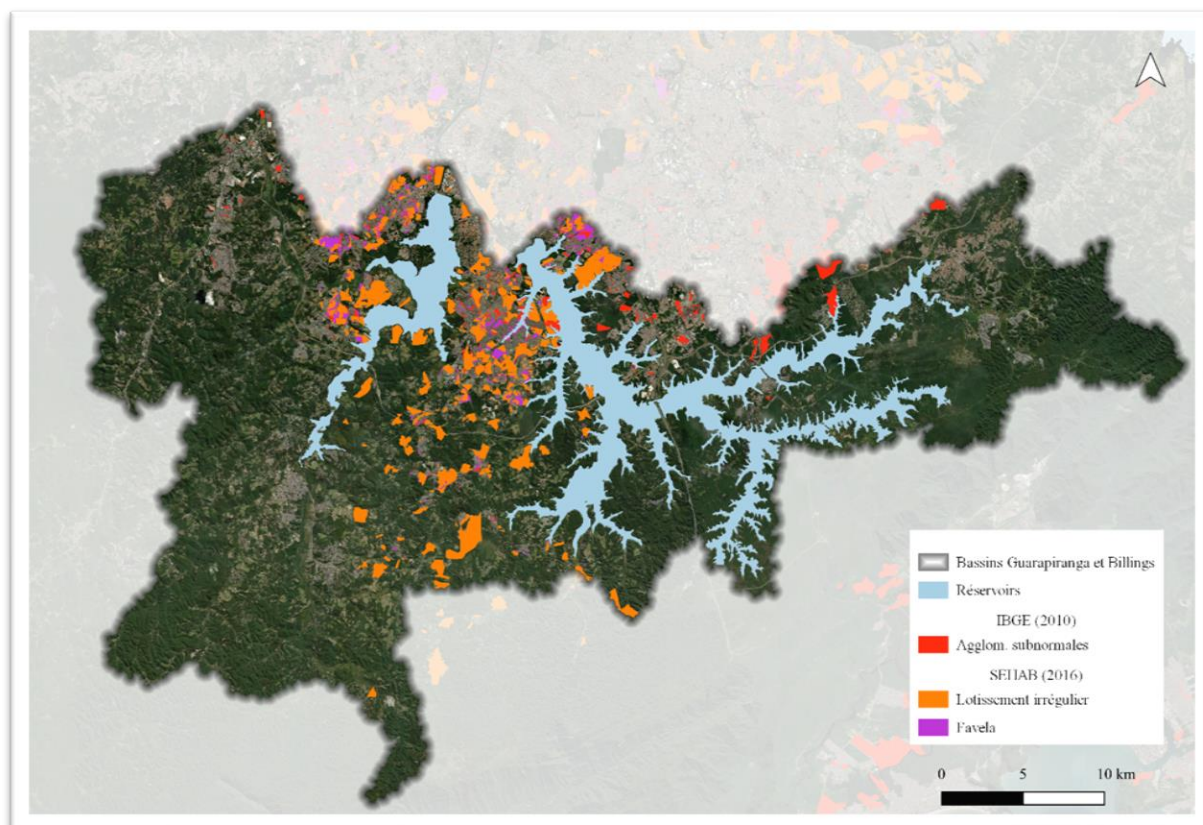 Bassins Guarapiranga et Billings
Réservoirs
IBGE (2010)
Agglom. subnormales
SEHAB (2016)
Lotissement irrégulier
Favela
0 5 10 km